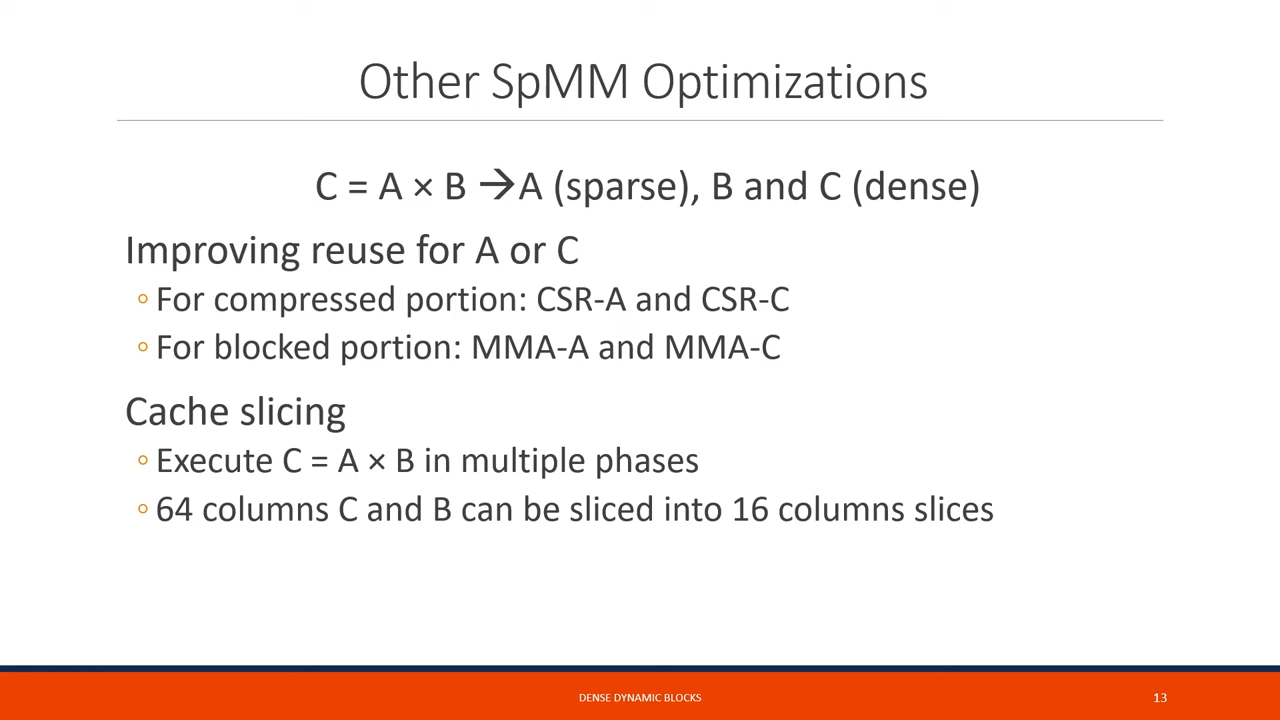 Other SpMM Optimizations
C = A × B →A (sparse), B and C (dense)
Improving reuse for A or C
◦ For compressed portion: CSR-A and CSR-C
◦ For blocked portion: MMA-A and MMA-C
Cache slicing
◦ Execute C = A × B in multiple phases
◦ 64 columns C and B can be sliced into 16 columns slices
DENSE DYNAMIC BLOCKS
13